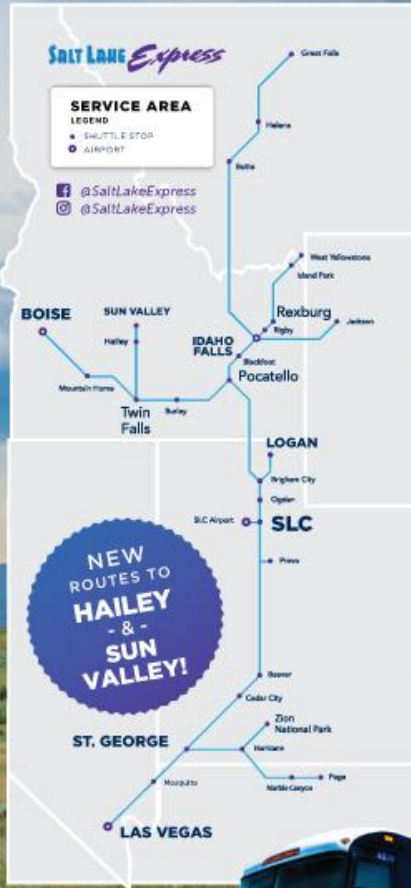 SALT LAKE Express
SERVICE AREA
LEGEND
SHUTTLE STOP
AIRPORT
@SaltLakeExpress
@SaltLakeExpress
Great Falls
Helena
Butte
West Yellowstone
Island Park
Rexburg
Rigby
Jackson
BOISE
SUN VALLEY
Hailey
IDAHO
FALLS
Blackfoot
Pocatello
Mountain Home
Twin
Falls
Burley
LOGAN
Brigham City
Ogden
SLC Airport
SLC
Provo
NEW
ROUTES TO
HAILEY
- & -
SUN
VALLEY!
Beaver
Cedar City
Zion
National Park
ST. GEORGE
Hurricane
Mesquite
Marble Canyon
Page
LAS VEGAS